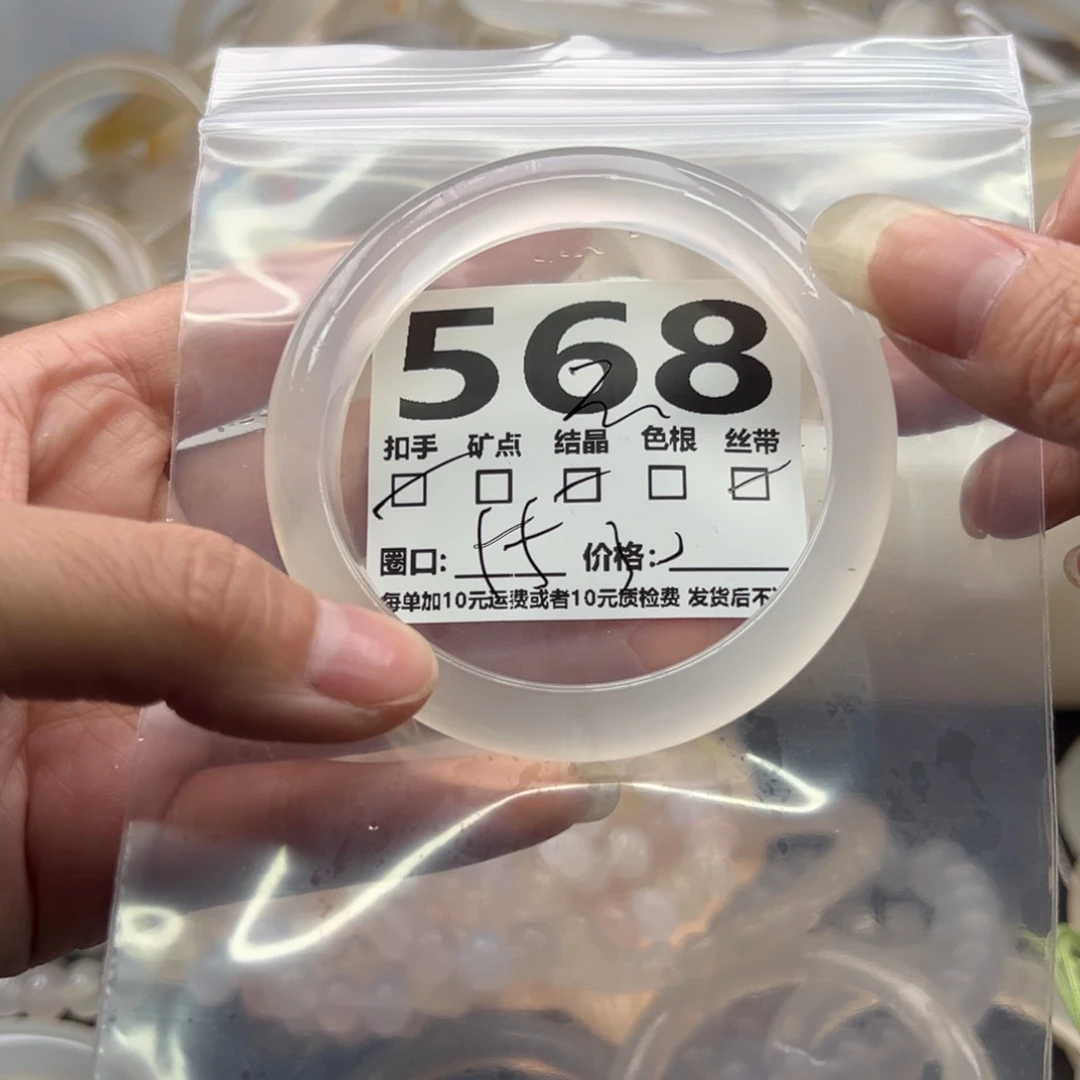 568
扣手 矿点 结晶 色根 丝带
圈口: 价格:
每单加10元运费或者10元质检费 发货后不